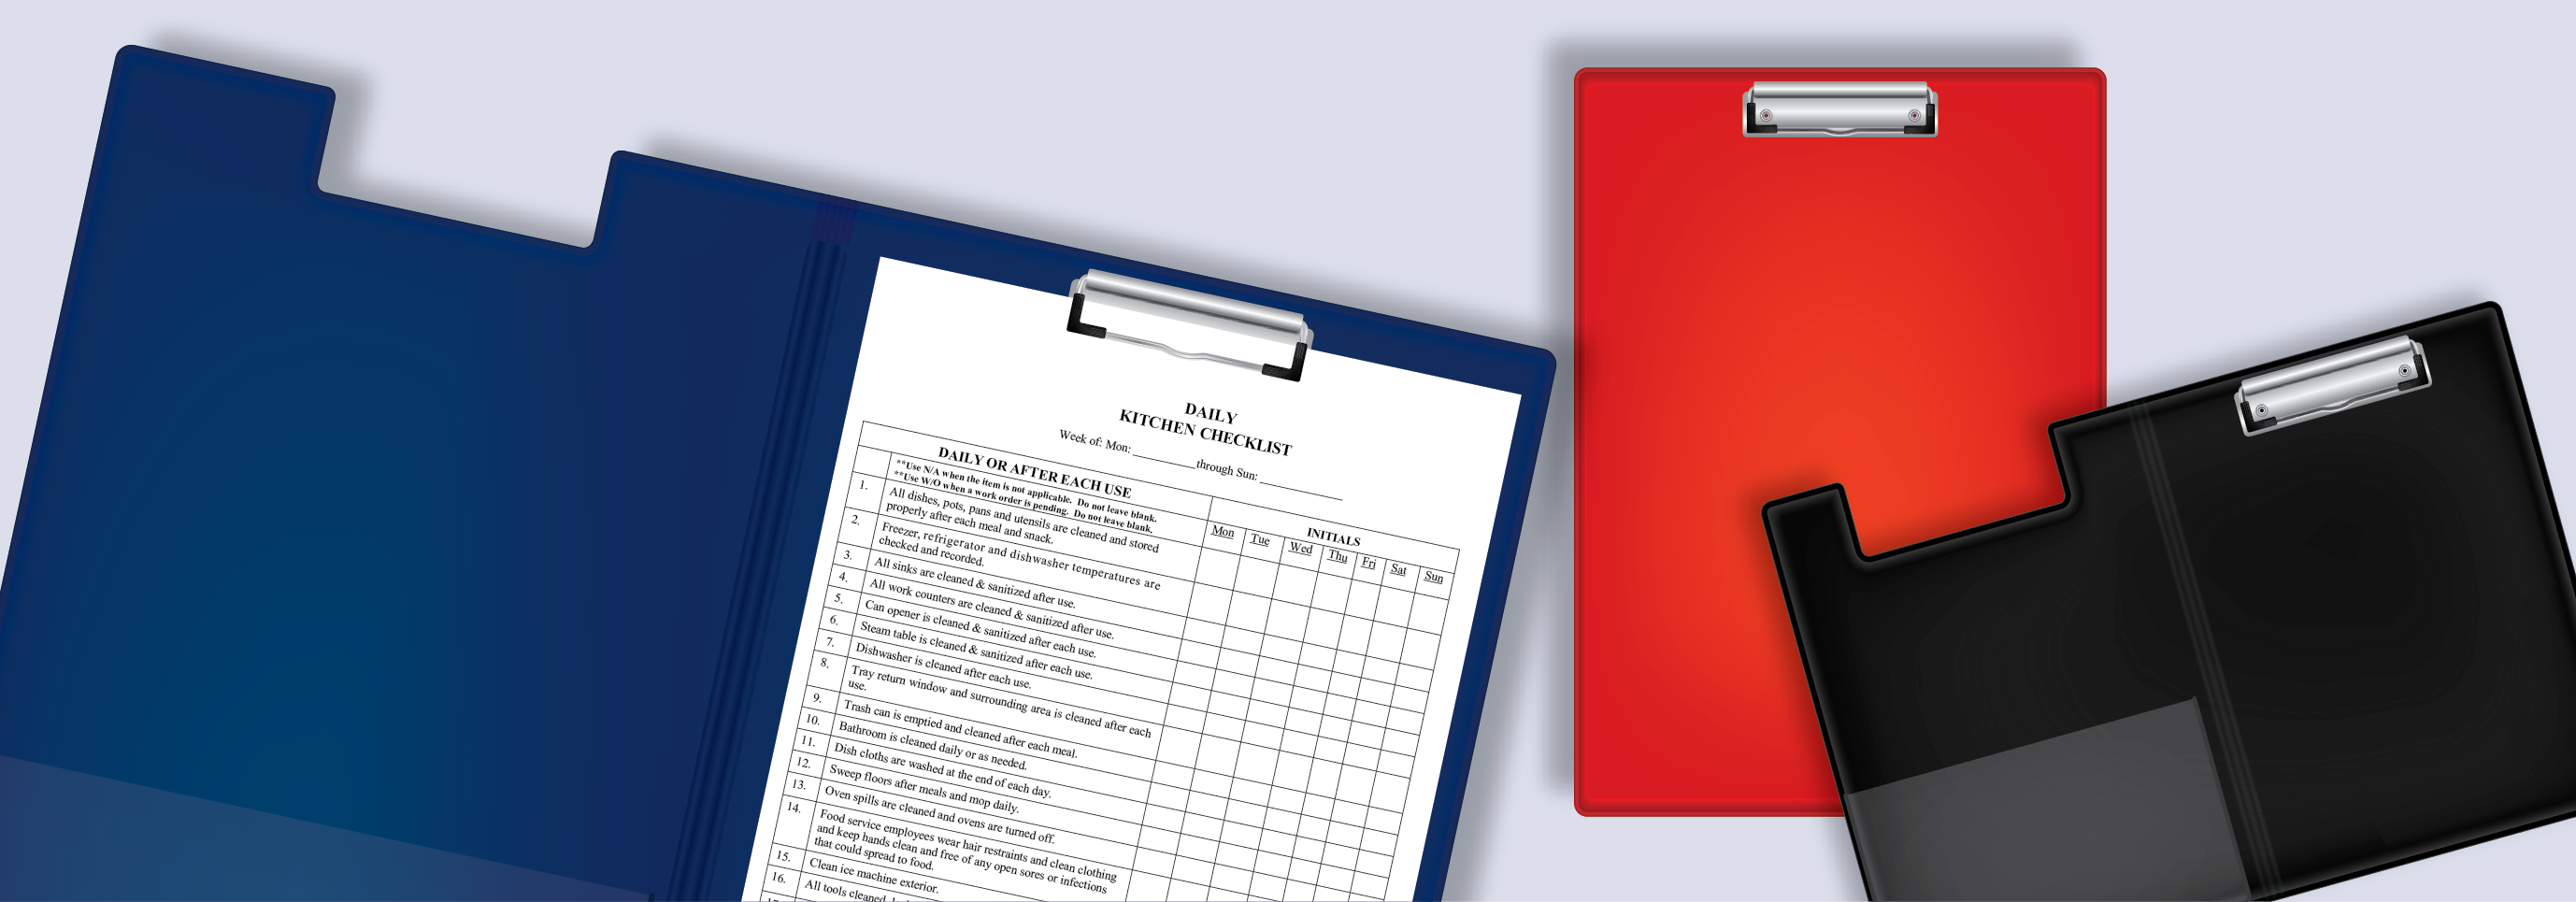 DAILY
KITCHEN CHECKLIST
Week of: Mon: __________through Sun: ______________
DAILY OR AFTER EACH USE
INITIALS
**Use N/A when the item is not applicable.  Do not leave blank.
**Use W/O when a work order is pending.  Do not leave blank.
Mon Tue Wed Thu Fri Sat Sun
1. All dishes, pots, pans and utensils are cleaned and stored
properly after each meal and snack.
2. Freezer, refrigerator and dishwasher temperatures are
checked and recorded.
3. All sinks are cleaned & sanitized after use.
4. All work counters are cleaned & sanitized after use.
5. Can opener is cleaned & sanitized after each use.
6. Steam table is cleaned & sanitized after each use.
7. Dishwasher is cleaned after each use.
8. Tray return window and surrounding area is cleaned after each
use.
9. Trash can is emptied and cleaned after each meal.
10. Bathroom is cleaned daily or as needed.
11. Dish cloths are washed at the end of each day.
12. Sweep floors after meals and mop daily.
13. Oven spills are cleaned and ovens are turned off.
14. Food service employees wear hair restraints and clean clothing
and keep hands clean and free of any open sores or infections
that could spread to food.
15. Clean ice machine exterior.
16. All tools cleaned